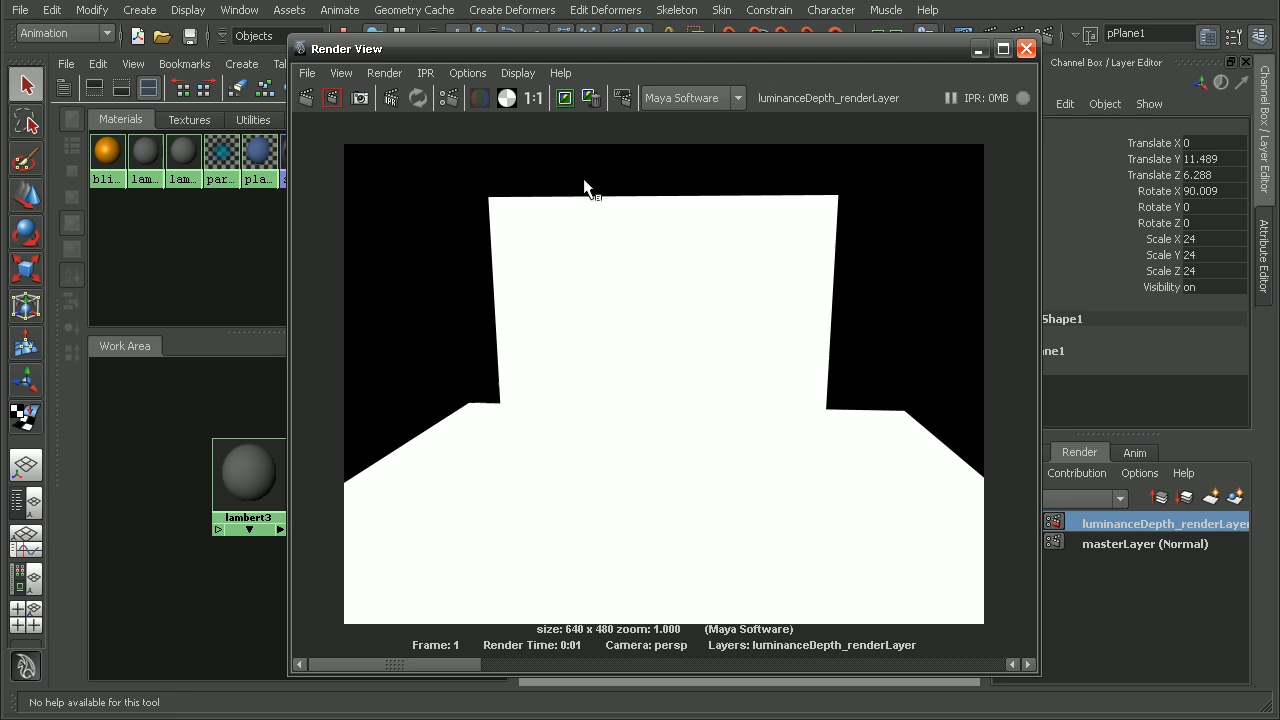 File Edit Modify Create Display Window Assets Animate Geometry Cache Create Deformers Edit Deformers Skeleton Skin Constrain Character Muscle Help
Animation
Objects
pPlane1
File Edit View Bookmarks Create
Render View
Channel Box / Layer Editor
File View Render IPR Options Display Help
1:1
Maya Software
luminanceDepth_renderLayer
IPR: 0MB
Edit Object Show
Channel Box / Layer Editor
Attribute Editor
Materials Textures Utilities
bli... lam... lam... par... pla...
Translate X 0
Translate Y 11.489
Translate Z 6.288
Rotate X 90.009
Rotate Y 0
Rotate Z 0
Scale X 24
Scale Y 24
Scale Z 24
Visibility on
Shape1
ne1
Work Area
lambert3
Render Anim
Contribution Options Help
luminanceDepth_renderLayer
masterLayer (Normal)
size: 640 x 480 zoom: 1.000 (Maya Software)
Frame: 1 Render Time: 0:01 Camera: persp Layers: luminanceDepth_renderLayer
No help available for this tool